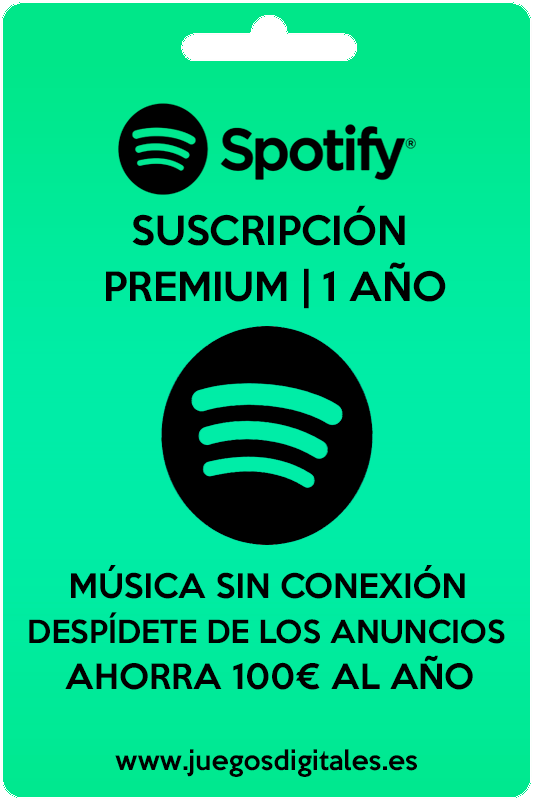 Spotify®
SUSCRIPCIÓN
PREMIUM | 1 AÑO
MÚSICA SIN CONEXIÓN
DESPÍDETE DE LOS ANUNCIOS
AHORRA 100€ AL AÑO
www.juegosdigitales.es